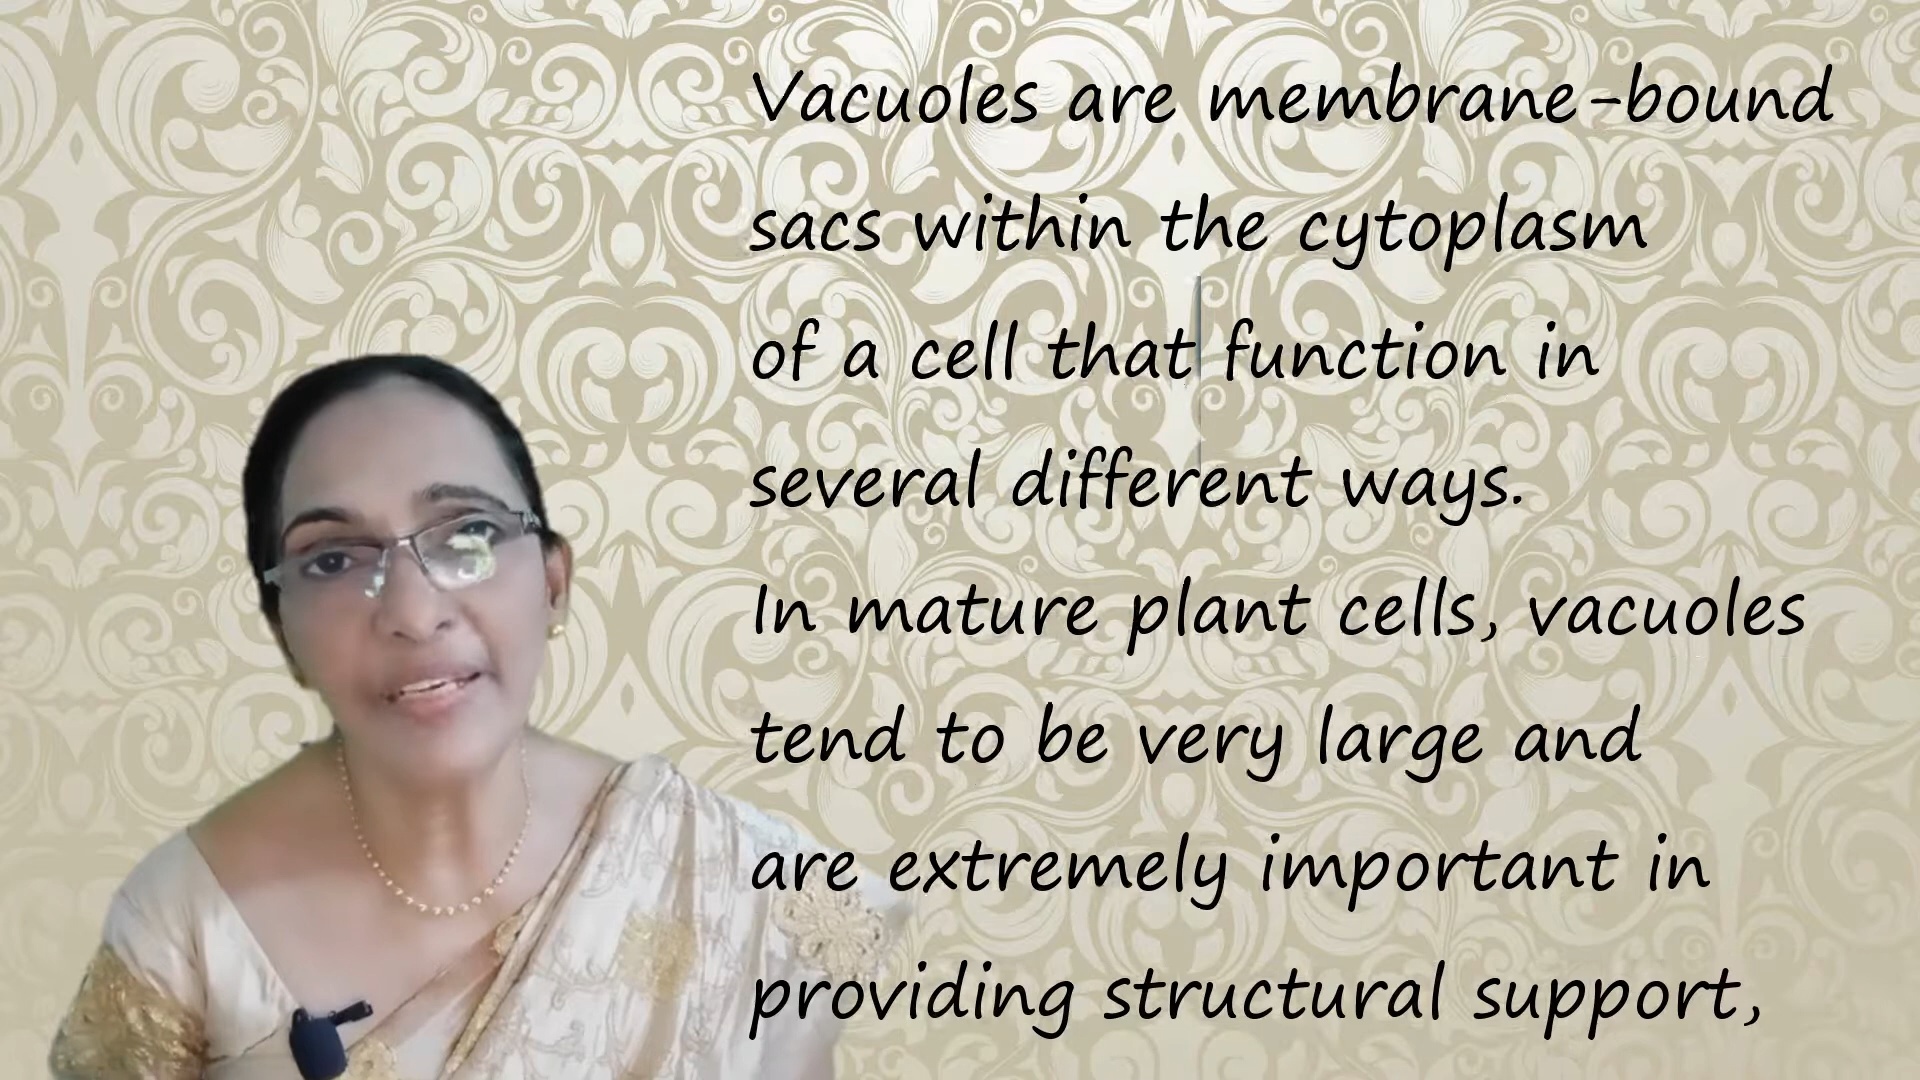 Vacuoles are membrane-bound
sacs within the cytoplasm
of a cell that function in
several different ways.
In mature plant cells, vacuoles
tend to be very large and
are extremely important in
providing structural support,